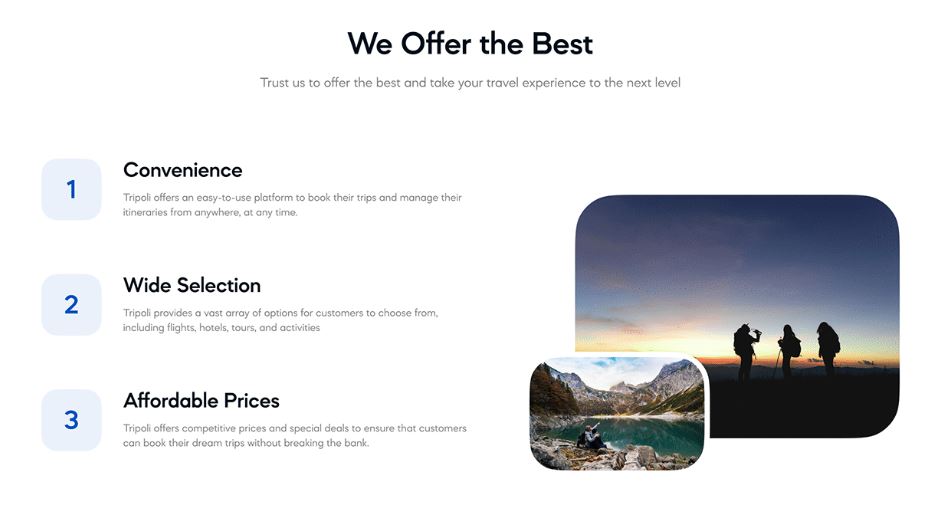 We Offer the Best
Trust us to offer the best and take your travel experience to the next level
1
Convenience
Tripoli offers an easy-to-use platform to book their trips and manage their
itineraries from anywhere, at any time.
2
Wide Selection
Tripoli provides a vast array of options for customers to choose from,
including flights, hotels, tours, and activities
3
Affordable Prices
Tripoli offers competitive prices and special deals to ensure that customers
can book their dream trips without breaking the bank.